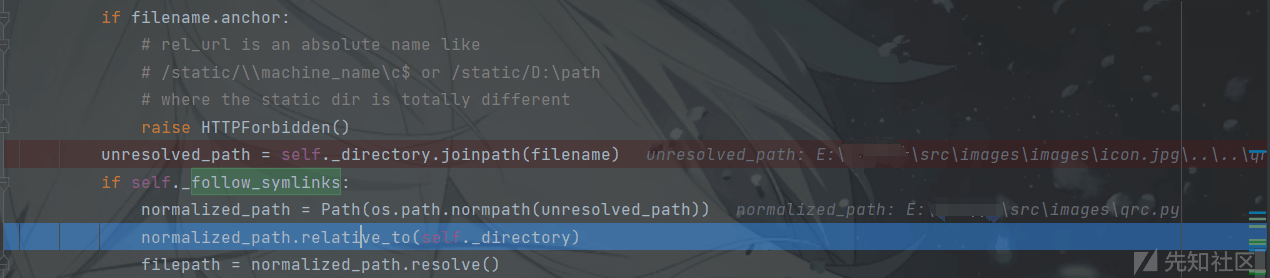 if filename.anchor:
# rel_url is an absolute name like
# /static/\\machine_name\c$ or /static/D:\path
# where the static dir is totally different
raise HTTPForbidden()
unresolved_path = self._directory.joinpath(filename) unresolved_path: E:\ \src\images\images\icon.jpg\..\..\qr
if self._follow_symlinks:
normalized_path = Path(os.path.normpath(unresolved_path)) normalized_path: E:\ \src\images\qrc.py
normalized_path.relative_to(self._directory)
filepath = normalized_path.resolve()
先知社区